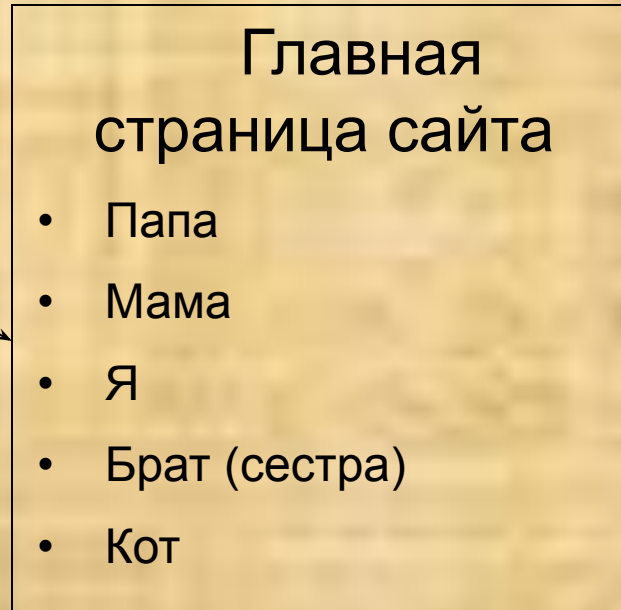 Главная
страница сайта
• Папа
• Мама
• Я
• Брат (сестра)
• Кот